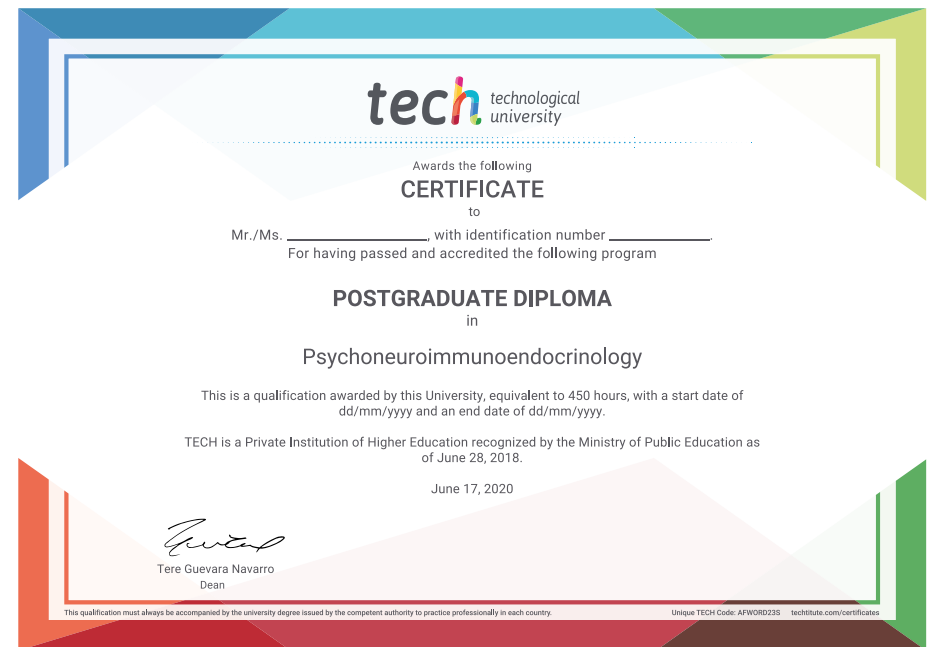 tech technological
university
Awards the following
CERTIFICATE
to
Mr./Ms. ____________________, with identification number ______________.
For having passed and accredited the following program
POSTGRADUATE DIPLOMA
in
Psychoneuroimmunoendocrinology
This is a qualification awarded by this University, equivalent to 450 hours, with a start date of
dd/mm/yyyy and an end date of dd/mm/yyyy.
TECH is a Private Institution of Higher Education recognized by the Ministry of Public Education as
of June 28, 2018.
June 17, 2020
Tere Guevara Navarro
Dean
This qualification must always be accompanied by the university degree issued by the competent authority to practice professionally in each country.
Unique TECH Code: AFWORD23S techtitute.com/certificates